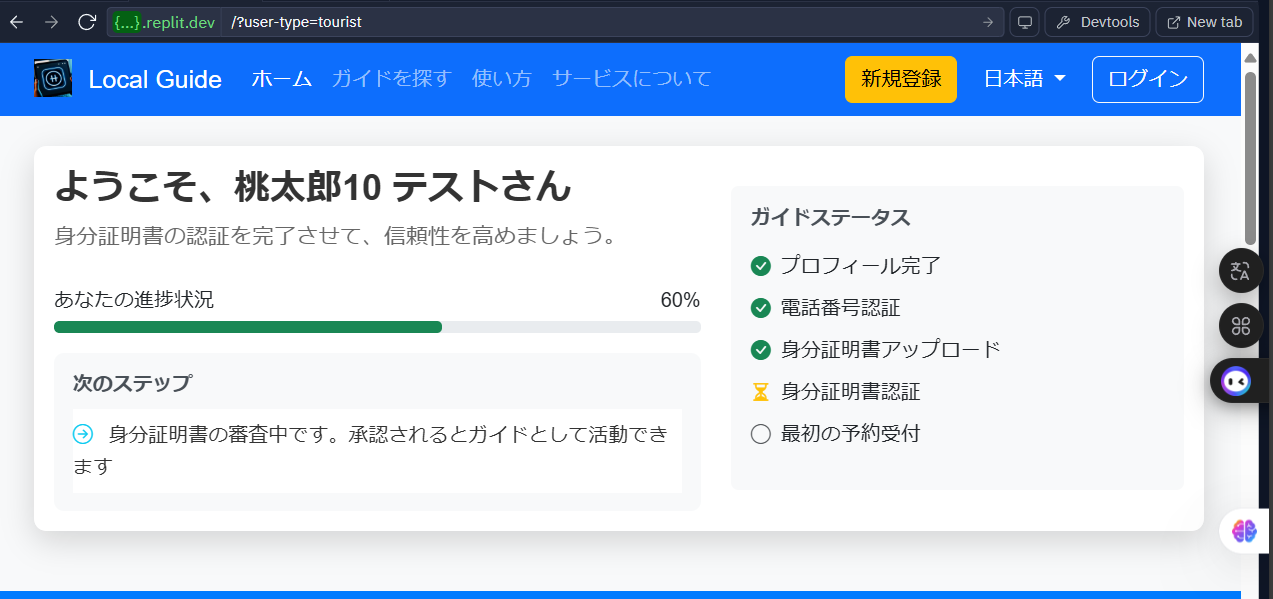 {...}.replit.dev /?user-type=tourist Devtools New tab
Local Guide ホーム ガイドを探す 使い方 サービスについて 新規登録 日本語 ログイン
ようこそ、桃太郎10 テストさん
身分証明書の認証を完了させて、信頼性を高めましょう。
あなたの進捗状況 60%
次のステップ
身分証明書の審査中です。承認されるとガイドとして活動でき
ます
ガイドステータス
プロフィール完了
電話番号認証
身分証明書アップロード
身分証明書認証
最初の予約受付